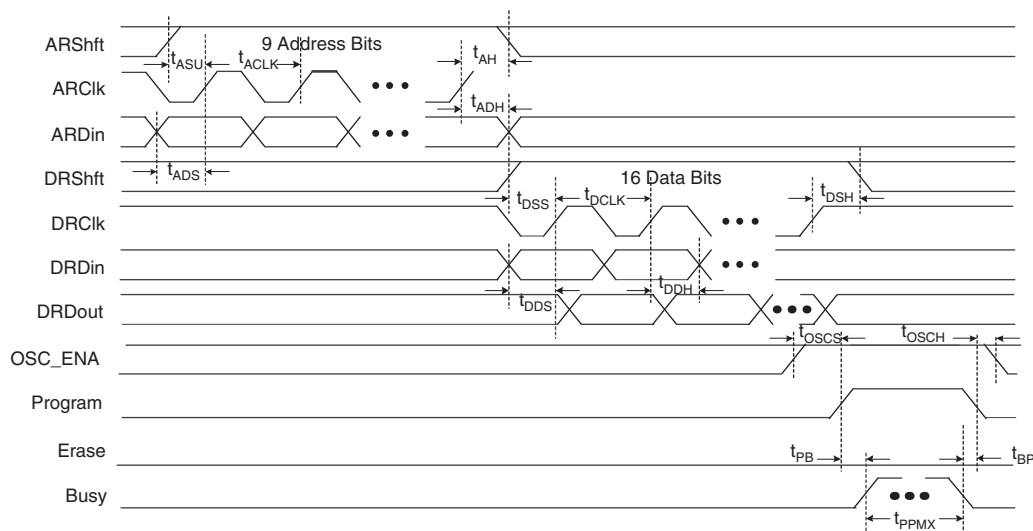 ARShft
9 Address Bits
tASU
tACLK
tAH
ARClk
tADH
ARDin
tADS
DRShft
16 Data Bits
tDSS
tDCLK
tDSH
DRClk
DRDin
tDDS
tDDH
DRDout
tOSCS
tOSCH
OSC_ENA
Program
Erase
tPB
tBP
Busy
tPPMX